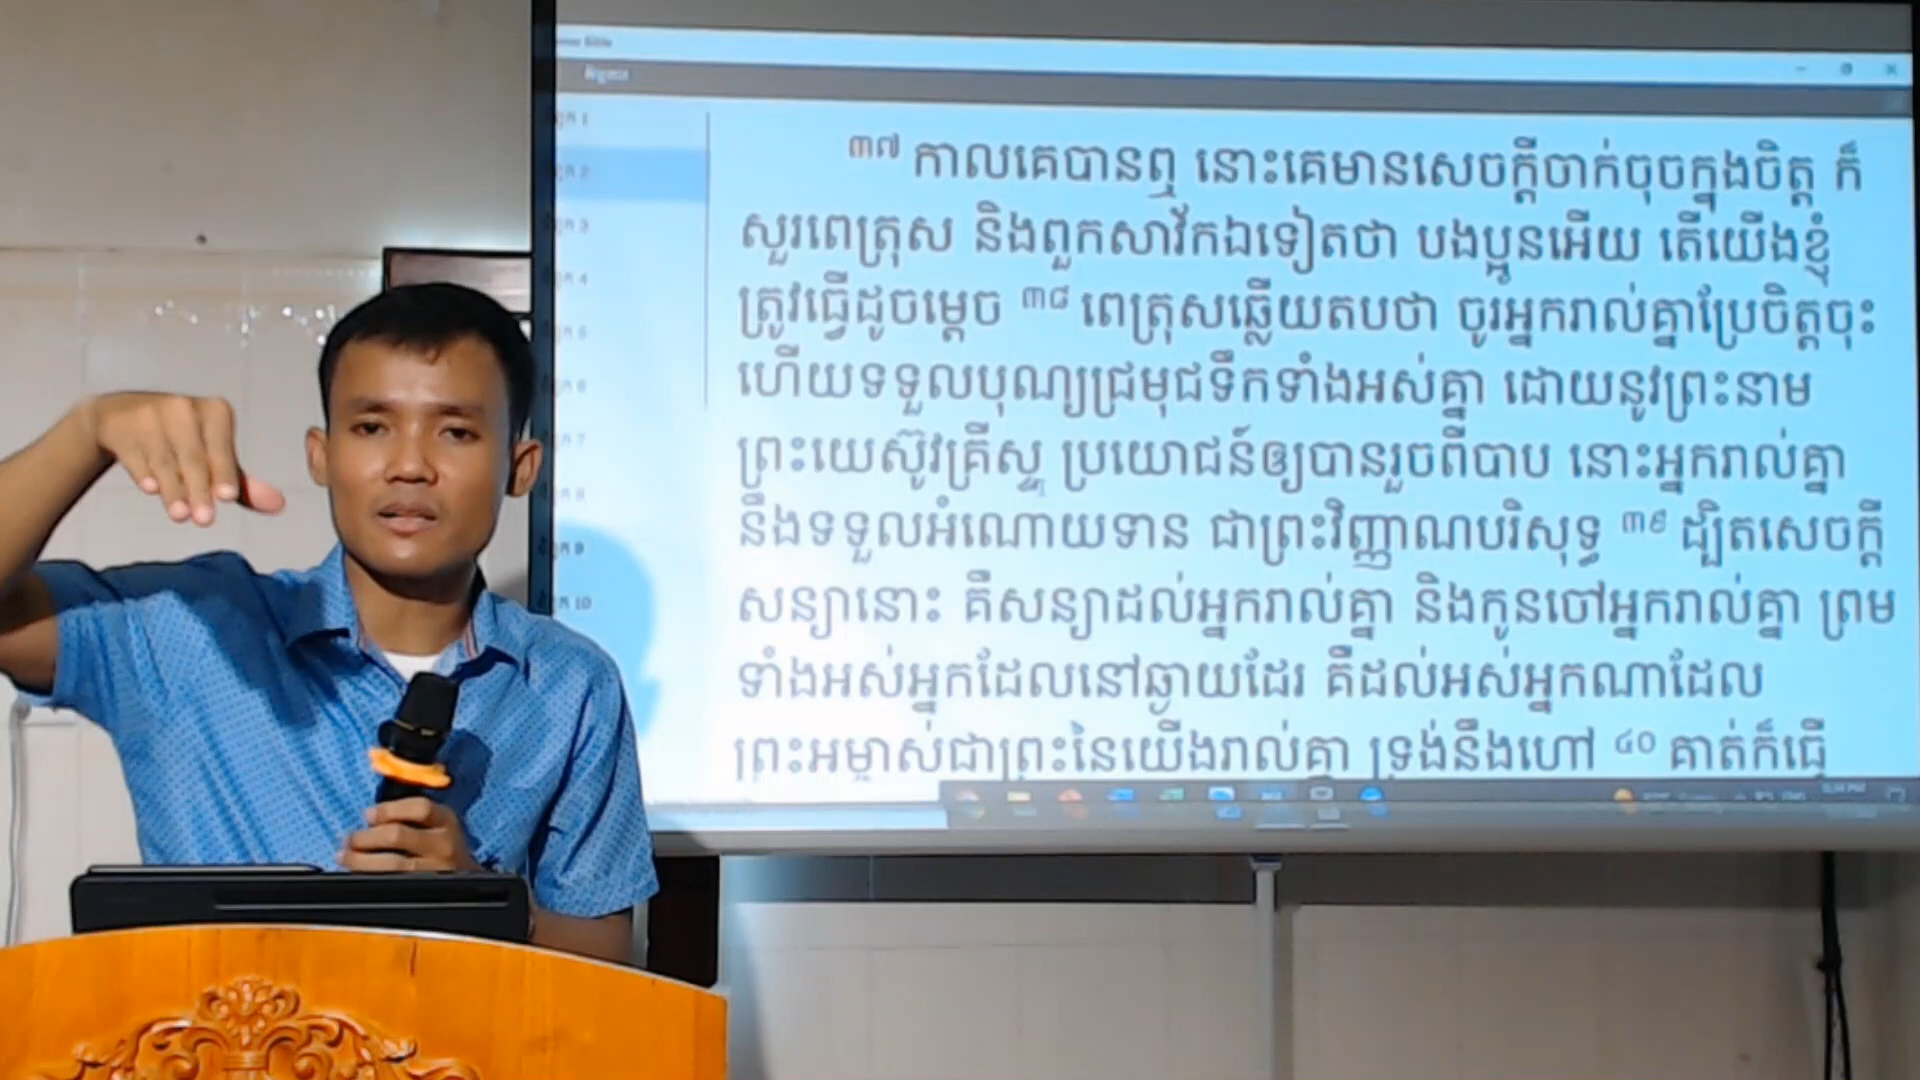 ៣៧ កាលគេបានឮ នោះគេមានសេចក្ដីចាក់ចុចក្នុងចិត្ត ក៏
សួរពេត្រុស និងពួកសាវ័កឯទៀតថា បងប្អូនអើយ តើយើងខ្ញុំ
ត្រូវធ្វើដូចម្តេច ៣៨ ពេត្រុសឆ្លើយតបថា ចូរអ្នករាល់គ្នាប្រែចិត្តចុះ
ហើយទទួលបុណ្យជ្រមុជទឹកទាំងអស់គ្នា ដោយនូវព្រះនាម
ព្រះយេស៊ូវគ្រីស្ទ ប្រយោជន៍ឲ្យបានរួចពីបាប នោះអ្នករាល់គ្នា
នឹងទទួលអំណោយទាន ជាព្រះវិញ្ញាណបរិសុទ្ធ ៣៩ ដ្បិតសេចក្ដី
សន្យានោះ គឺសន្យាដល់អ្នករាល់គ្នា និងកូនចៅអ្នករាល់គ្នា ព្រម
ទាំងអស់អ្នកដែលនៅឆ្ងាយដែរ គឺដល់អស់អ្នកណាដែល
ព្រះអម្ចាស់ជាព្រះនៃយើងរាល់គ្នា ទ្រង់នឹងហៅ ៤០ គាត់ក៏ធ្វើ